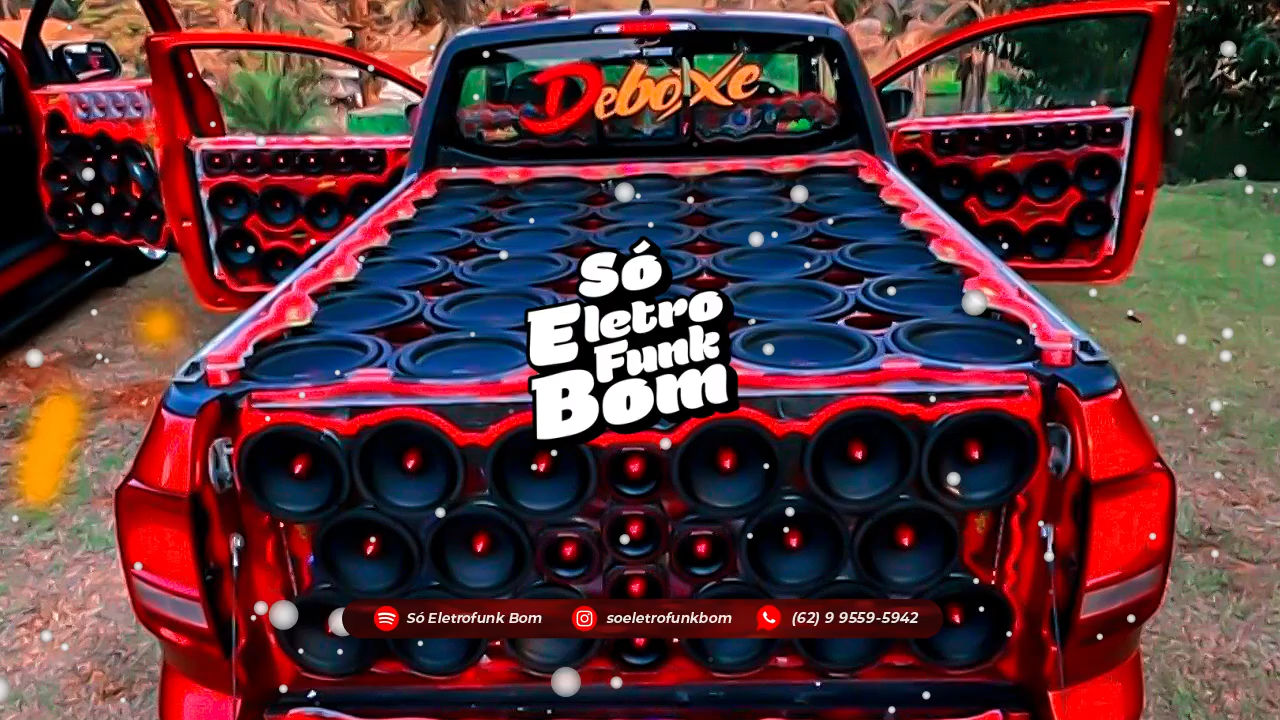 Deboxe
Só
Eletro
Funk
Bom
Só Eletrofunk Bom soeletrofunkbom (62) 9 9559-5942